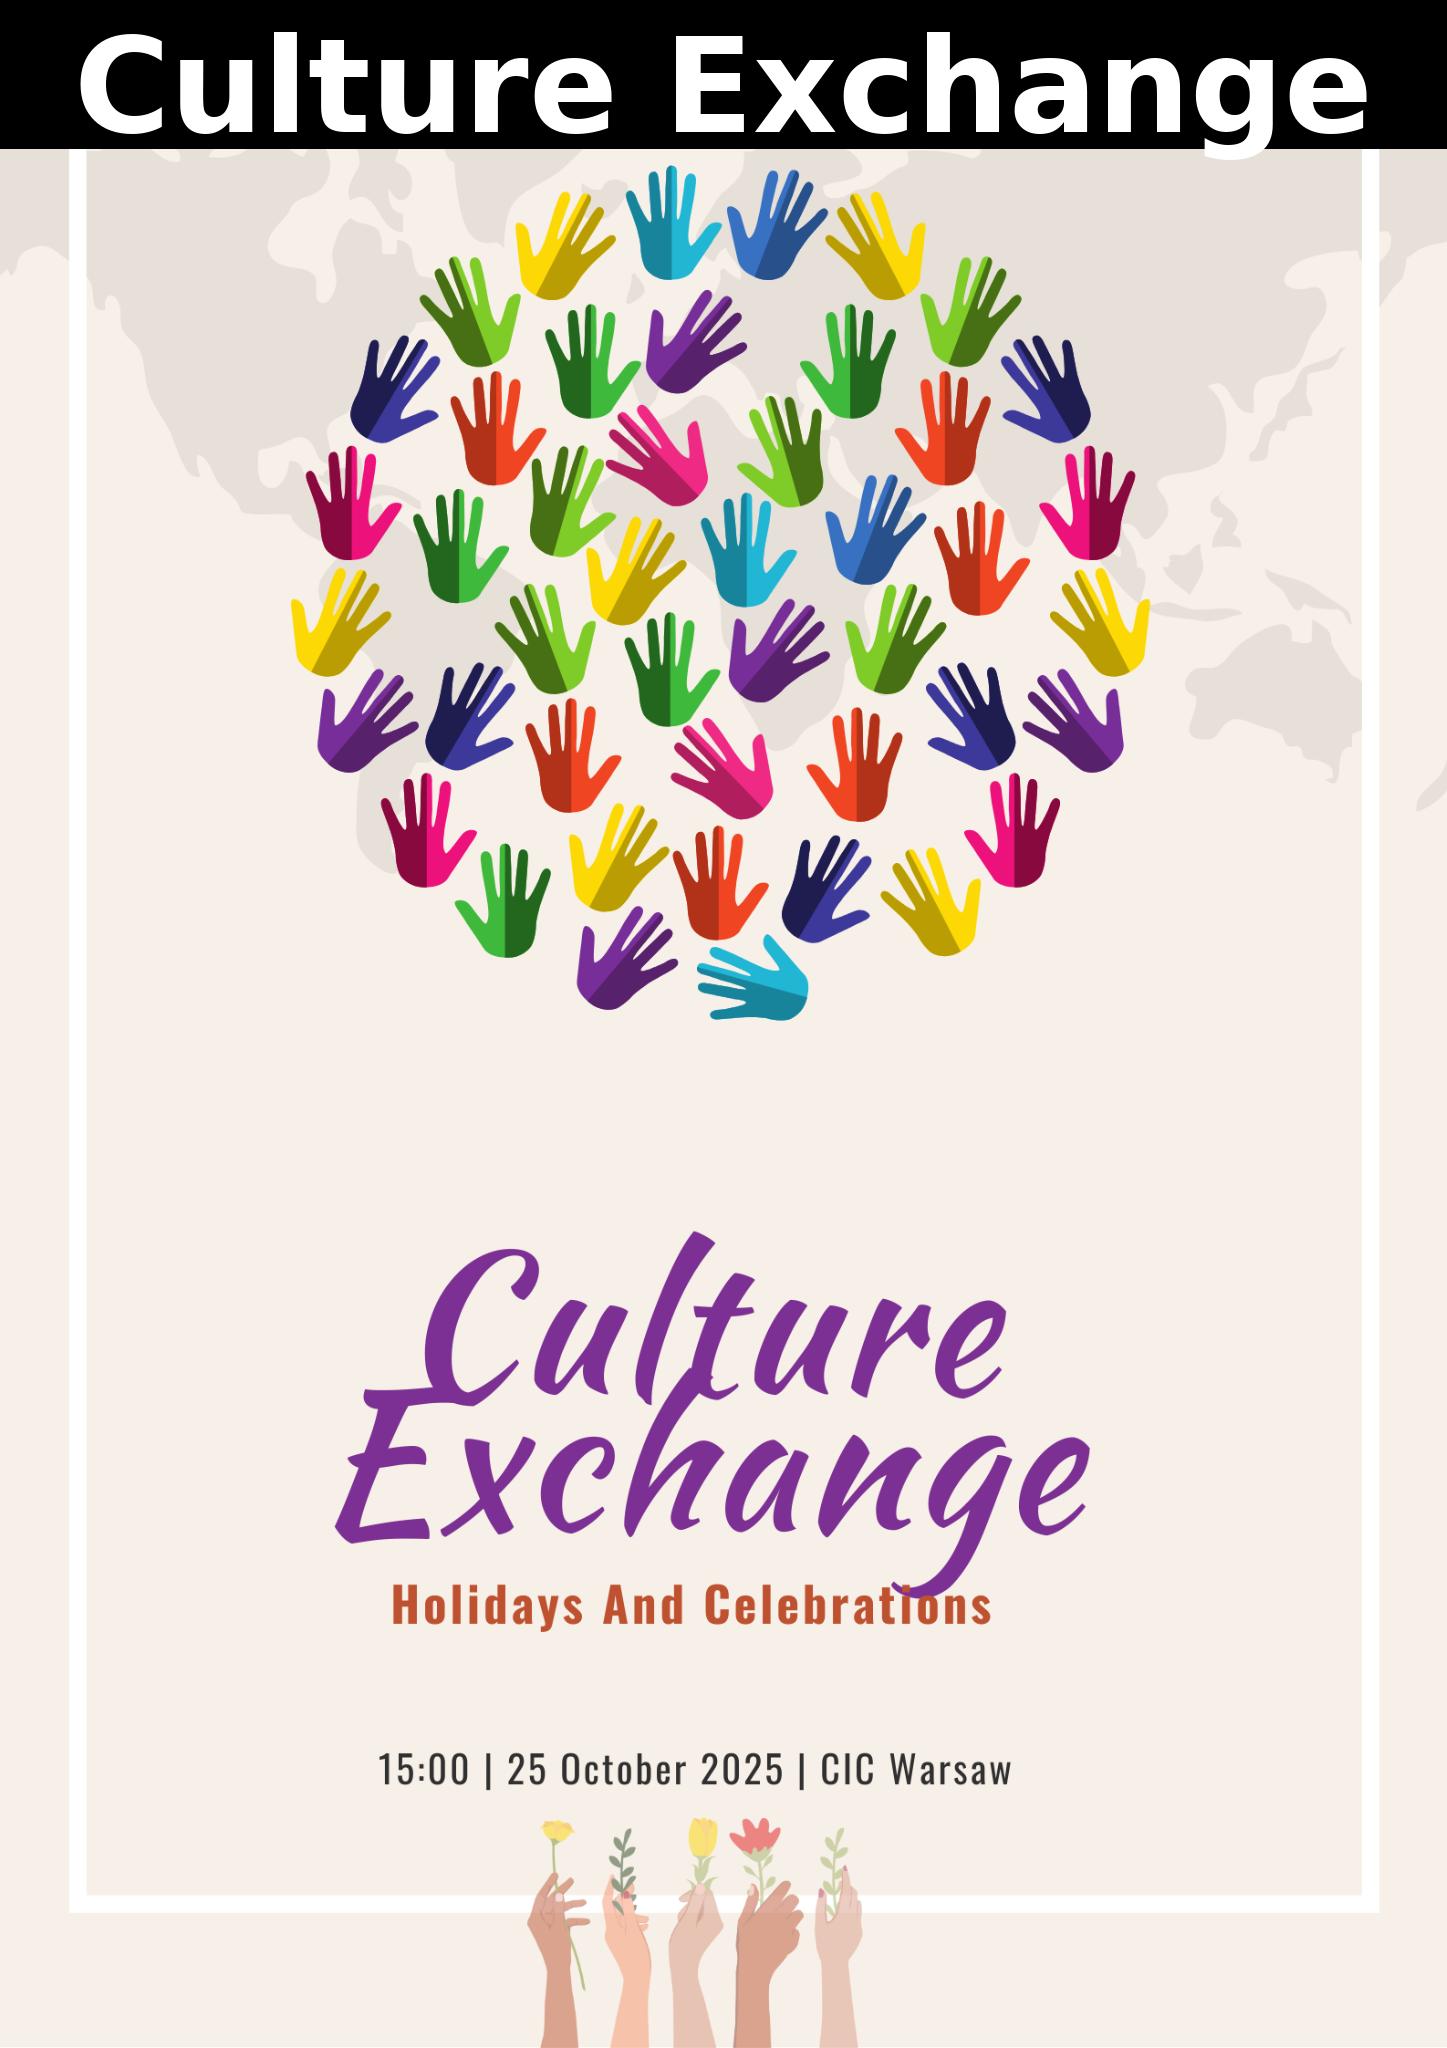 Culture Exchange
Culture
Exchange
Holidays And Celebrations
15:00 | 25 October 2025 | CIC Warsaw